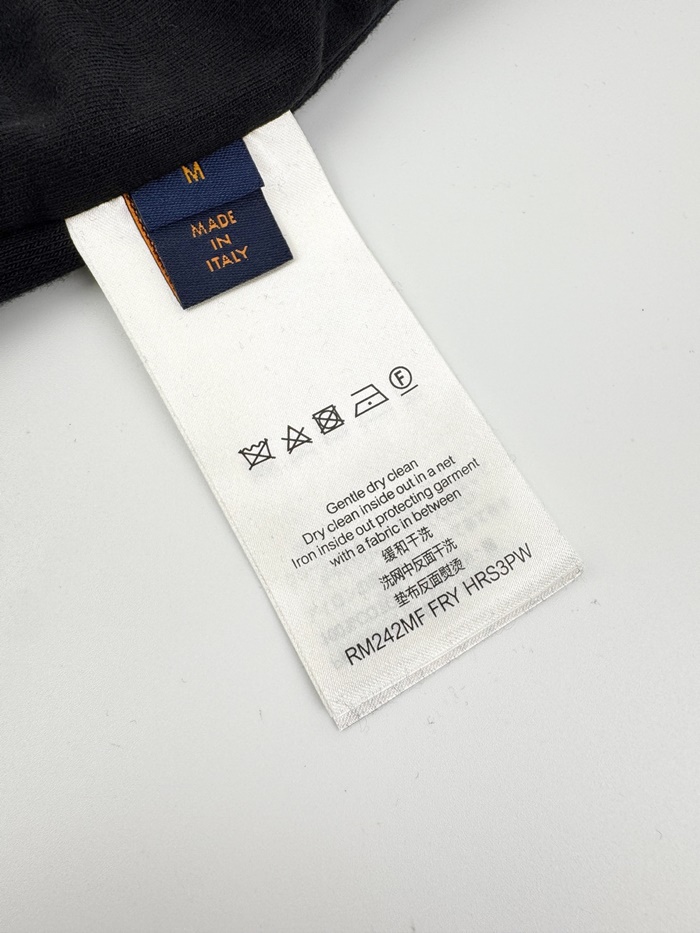 M
MADE
IN
ITALY
F
Gentle dry clean
Dry clean inside out in a net
Iron inside out protecting garment
with a fabric in between
缓和干洗
洗网中反面干洗
垫布反面熨烫
RM242MF FRY HRS3PW